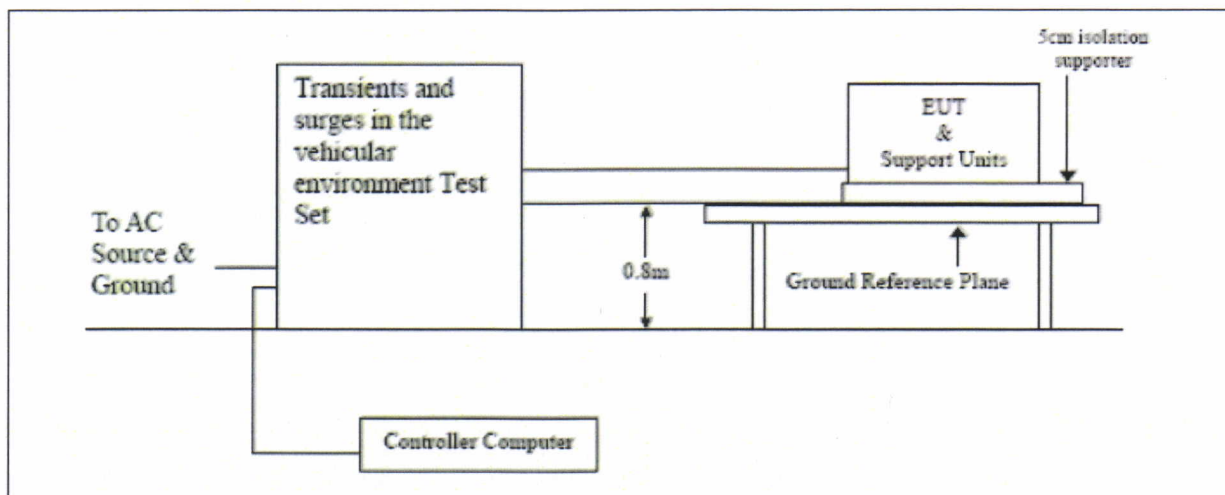 5cm isolation
supporter
Transients and
surges in the
vehicular
environment Test
Set
EUT
&
Support Units
To AC
Source &
Ground
0.8m
Ground Reference Plane
Controller Computer